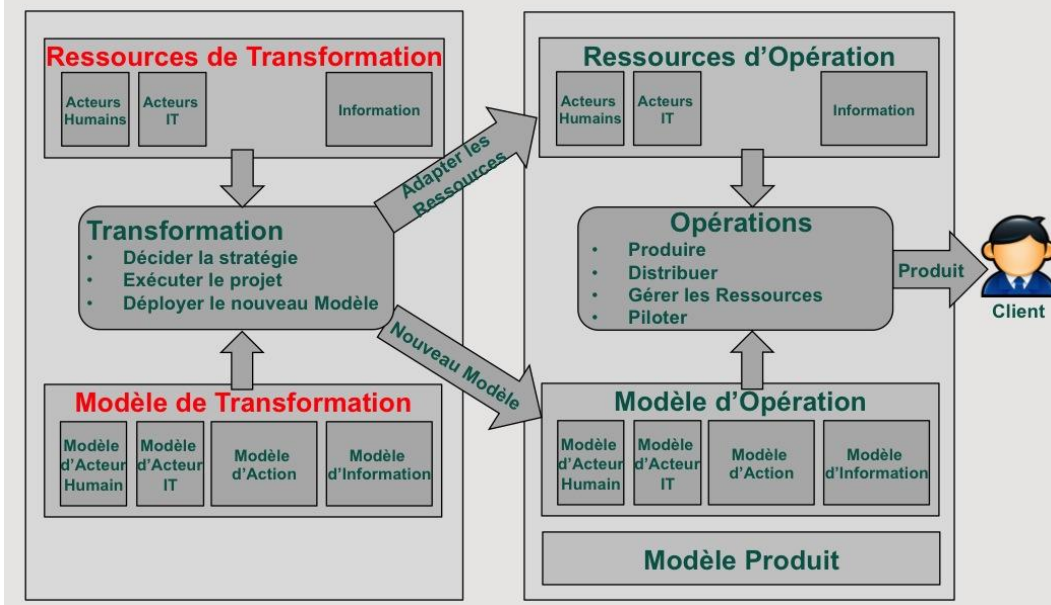 Ressources de Transformation
Acteurs
Humains
Acteurs
IT
Information
Transformation
• Décider la stratégie
• Exécuter le projet
• Déployer le nouveau Modèle
Modèle de Transformation
Modèle
d'Acteur
Humain
Modèle
d'Acteur
IT
Modèle
d'Action
Modèle
d'Information
Adapter les
Ressources
Nouveau Modèle
Ressources d'Opération
Acteurs
Humains
Acteurs
IT
Information
Opérations
• Produire
• Distribuer
• Gérer les Ressources
• Piloter
Produit
Client
Modèle d'Opération
Modèle
d'Acteur
Humain
Modèle
d'Acteur
IT
Modèle
d'Action
Modèle
d'Information
Modèle Produit